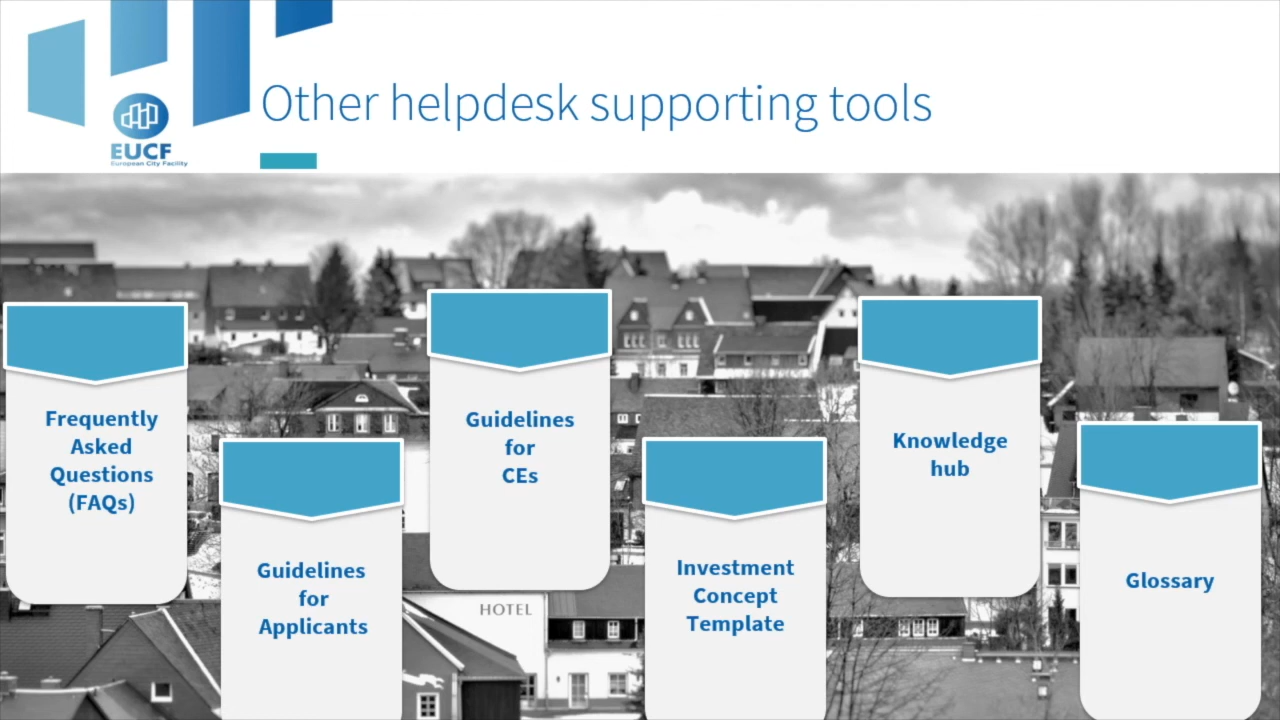 Other helpdesk supporting tools
EUCF
European City Facility
Frequently
Asked
Questions
(FAQs)
Guidelines
for
Applicants
Guidelines
for
CEs
Investment
Concept
Template
Knowledge
hub
Glossary
HOTEL